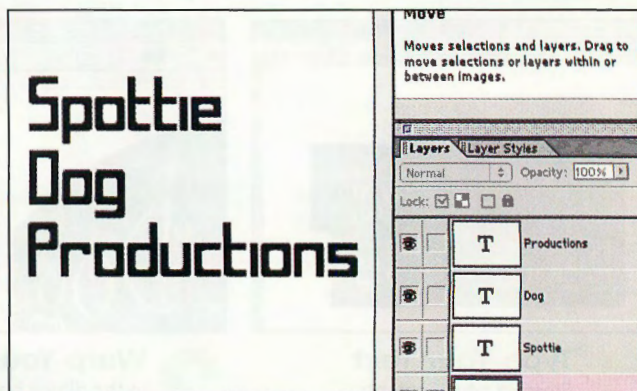 Spottie
Dog
Productions
Move
Moves selections and layers. Drag to
move selections or layers within or
between images.
Layers Layer Styles
Normal Opacity: 100%
Lock:
T Productions
T Dog
T Spottie